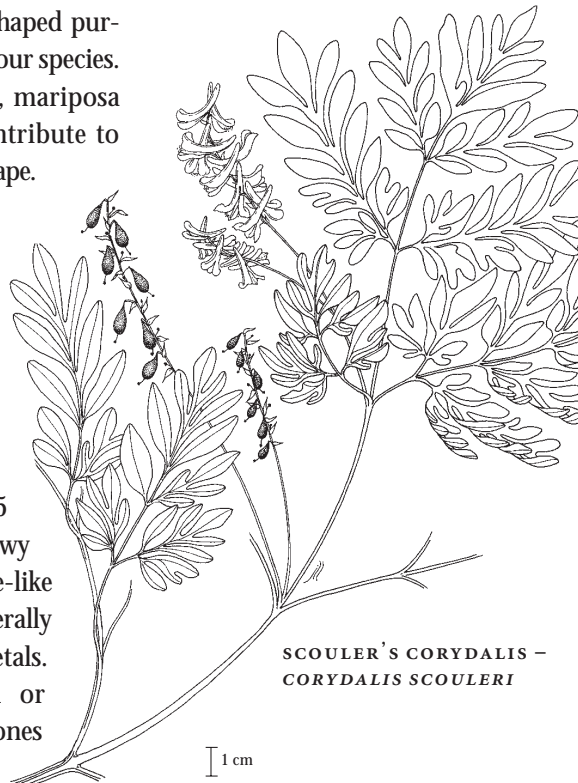 haped pur-
our species.
, mariposa
ntribute to
ape.
5
wy
e-like
erally
etals.
or
ones
SCOULER'S CORYDALIS –
CORYDALIS SCOULERI
1 cm